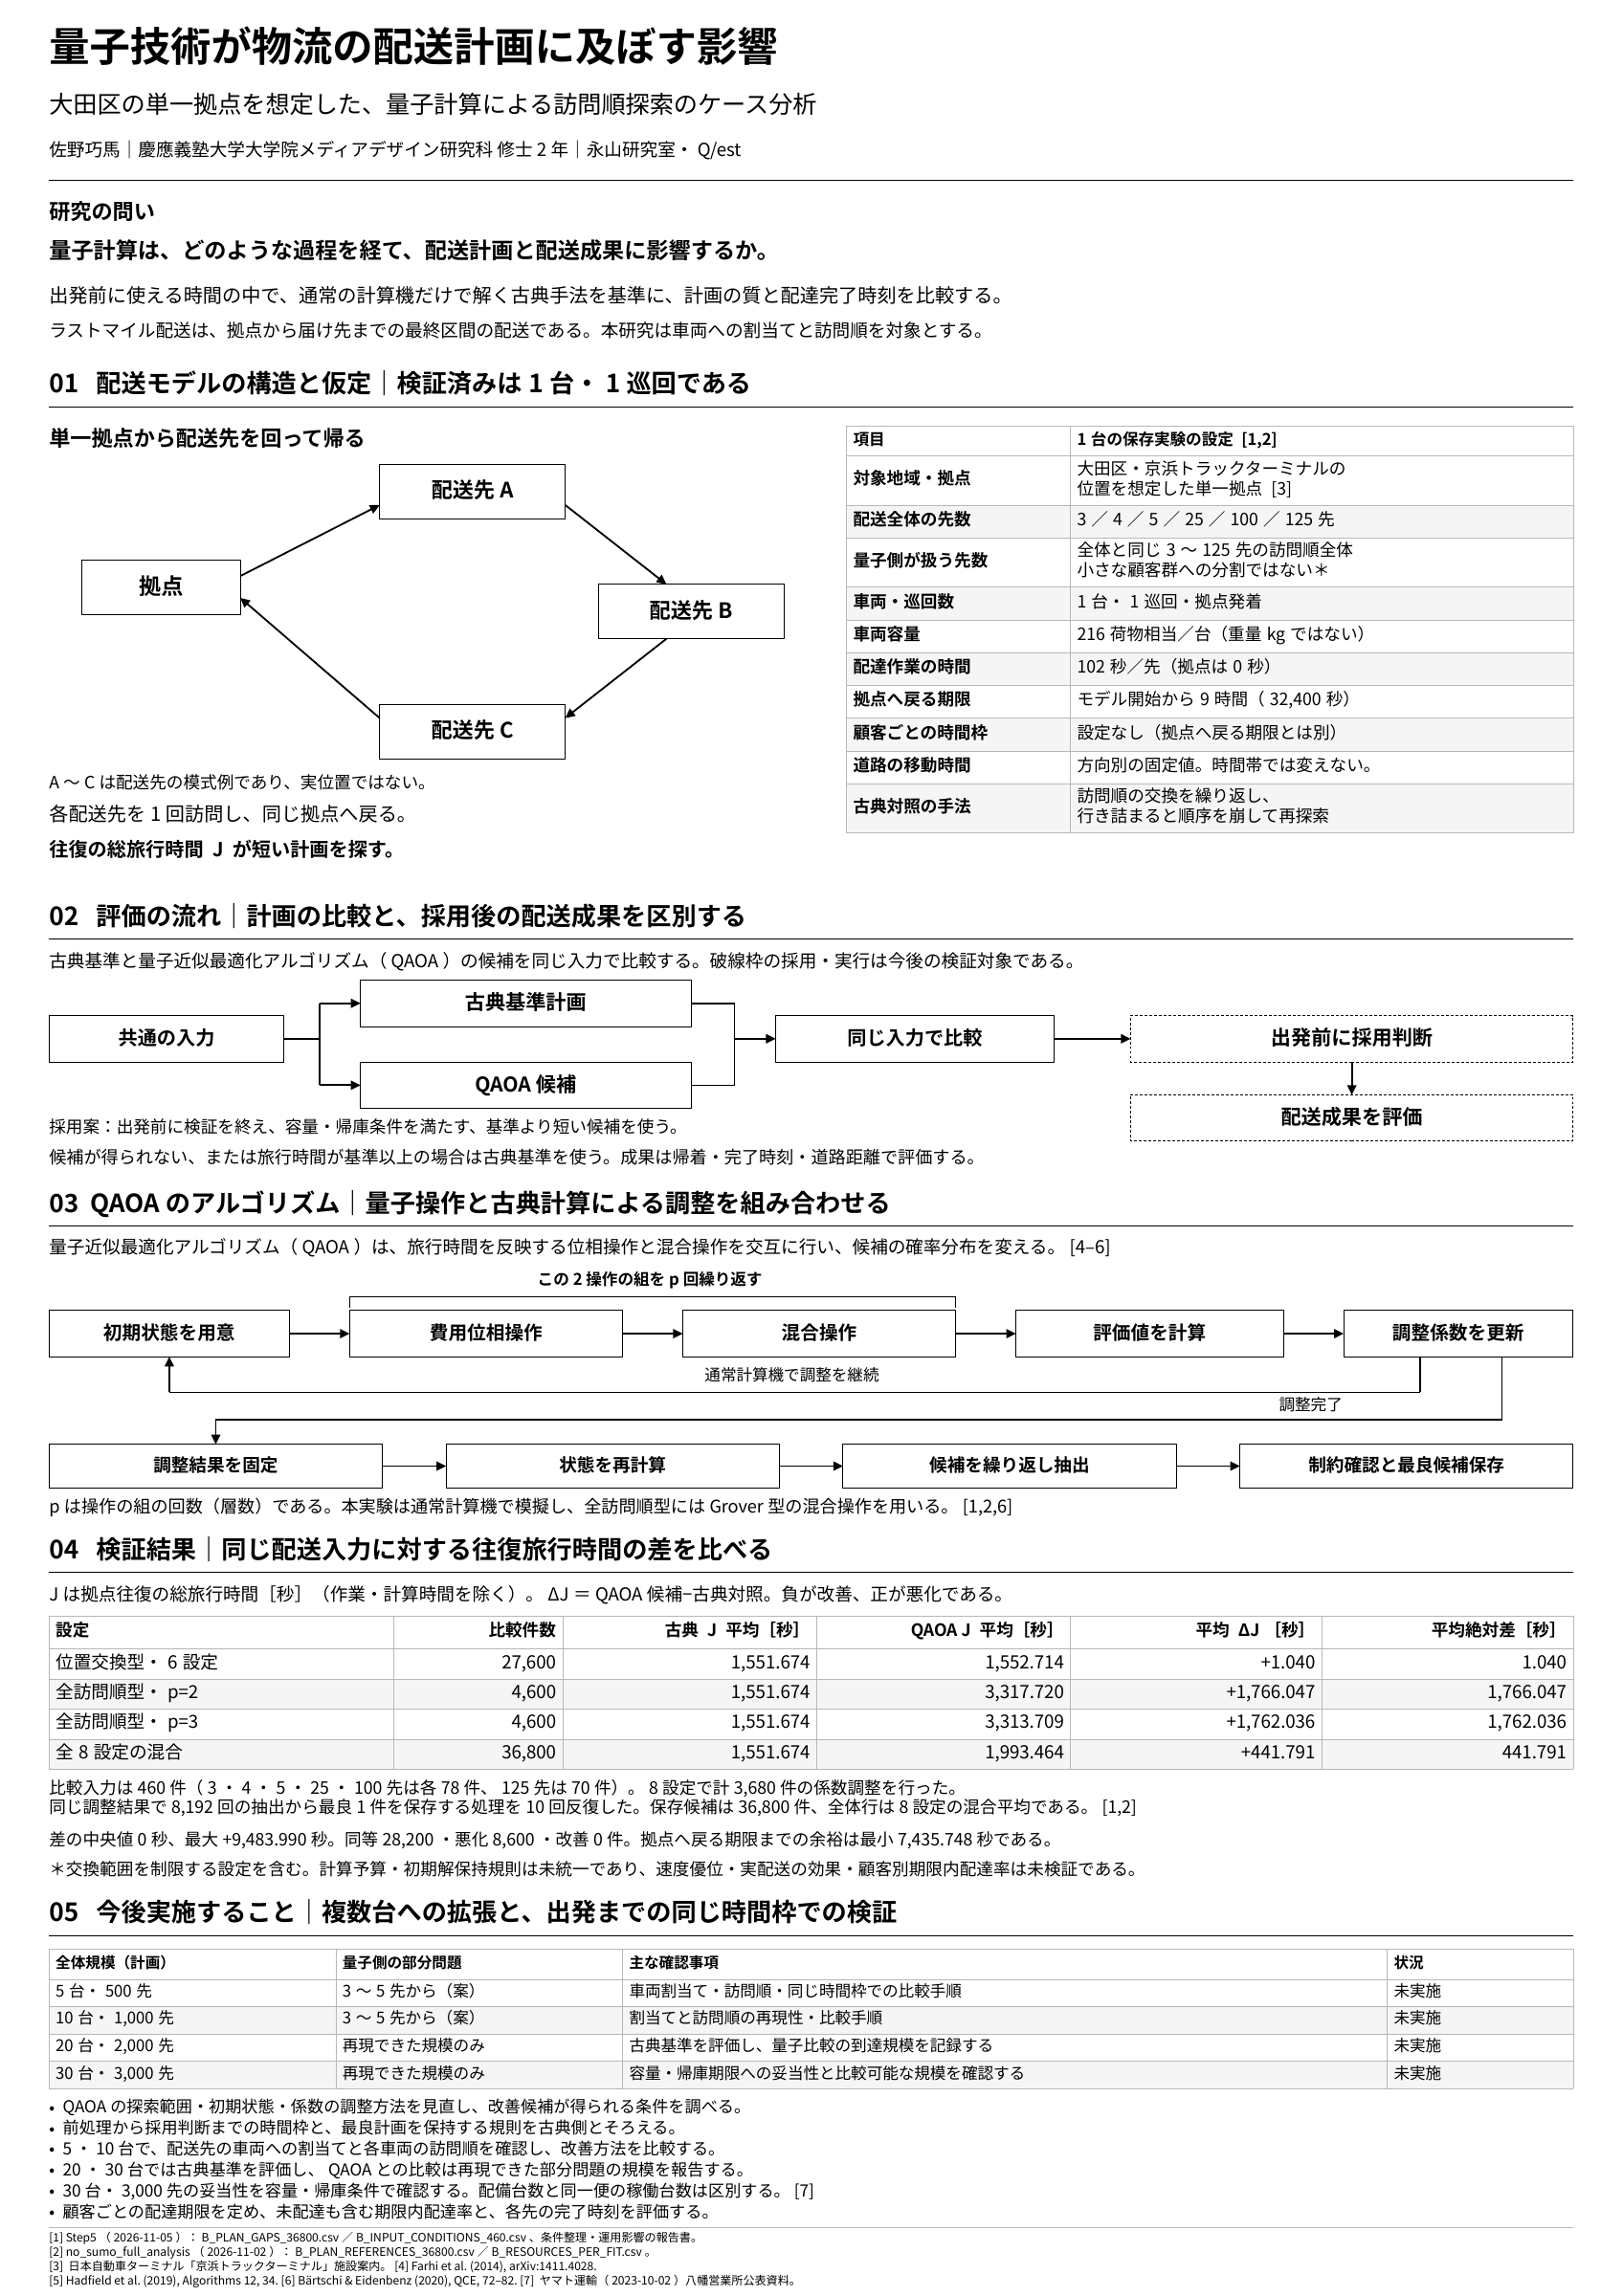 量子技術が物流の配送計画に及ぼす影響
大田区の単一拠点を想定した、量子計算による訪問順探索のケース分析
佐野巧馬｜慶應義塾大学大学院メディアデザイン研究科 修士 2 年｜永山研究室・ Q/est
研究の問い
量子計算は、どのような過程を経て、配送計画と配送成果に影響するか。
出発前に使える時間の中で、通常の計算機だけで解く古典手法を基準に、計画の質と配達完了時刻を比較する。
ラストマイル配送は、拠点から届け先までの最終区間の配送である。本研究は車両への割当てと訪問順を対象とする。
01 配送モデルの構造と仮定｜検証済みは 1 台・ 1 巡回である
単一拠点から配送先を回って帰る
配送先 A
拠点
配送先 B
配送先 C
A ～ C は配送先の模式例であり、実位置ではない。
各配送先を 1 回訪問し、同じ拠点へ戻る。
往復の総旅行時間 J が短い計画を探す。
項目 1 台の保存実験の設定 [1,2]
対象地域・拠点 大田区・京浜トラックターミナルの
位置を想定した単一拠点 [3]
配送全体の先数 3 ／ 4 ／ 5 ／ 25 ／ 100 ／ 125 先
量子側が扱う先数 全体と同じ 3 ～ 125 先の訪問順全体
小さな顧客群への分割ではない＊
車両・巡回数 1 台・ 1 巡回・拠点発着
車両容量 216 荷物相当／台（重量 kg ではない）
配達作業の時間 102 秒／先（拠点は 0 秒）
拠点へ戻る期限 モデル開始から 9 時間（ 32,400 秒）
顧客ごとの時間枠 設定なし（拠点へ戻る期限とは別）
道路の移動時間 方向別の固定値。時間帯では変えない。
古典対照の手法 訪問順の交換を繰り返し、
行き詰まると順序を崩して再探索
02 評価の流れ｜計画の比較と、採用後の配送成果を区別する
古典基準と量子近似最適化アルゴリズム（ QAOA ）の候補を同じ入力で比較する。破線枠の採用・実行は今後の検証対象である。
共通の入力
古典基準計画
QAOA 候補
同じ入力で比較
出発前に採用判断
配送成果を評価
採用案：出発前に検証を終え、容量・帰庫条件を満たす、基準より短い候補を使う。
候補が得られない、または旅行時間が基準以上の場合は古典基準を使う。成果は帰着・完了時刻・道路距離で評価する。
03 QAOA のアルゴリズム｜量子操作と古典計算による調整を組み合わせる
量子近似最適化アルゴリズム（ QAOA ）は、旅行時間を反映する位相操作と混合操作を交互に行い、候補の確率分布を変える。 [4–6]
この 2 操作の組を p 回繰り返す
初期状態を用意 費用位相操作 混合操作 評価値を計算 調整係数を更新
通常計算機で調整を継続
調整完了
調整結果を固定 状態を再計算 候補を繰り返し抽出 制約確認と最良候補保存
p は操作の組の回数（層数）である。本実験は通常計算機で模擬し、全訪問順型には Grover 型の混合操作を用いる。 [1,2,6]
04 検証結果｜同じ配送入力に対する往復旅行時間の差を比べる
J は拠点往復の総旅行時間［秒］（作業・計算時間を除く）。 ΔJ ＝ QAOA 候補−古典対照。負が改善、正が悪化である。
設定 比較件数 古典 J 平均［秒］ QAOA J 平均［秒］ 平均 ΔJ ［秒］ 平均絶対差［秒］
位置交換型・ 6 設定 27,600 1,551.674 1,552.714 +1.040 1.040
全訪問順型・ p=2 4,600 1,551.674 3,317.720 +1,766.047 1,766.047
全訪問順型・ p=3 4,600 1,551.674 3,313.709 +1,762.036 1,762.036
全 8 設定の混合 36,800 1,551.674 1,993.464 +441.791 441.791
比較入力は 460 件（ 3 ・ 4 ・ 5 ・ 25 ・ 100 先は各 78 件、 125 先は 70 件）。 8 設定で計 3,680 件の係数調整を行った。
同じ調整結果で 8,192 回の抽出から最良 1 件を保存する処理を 10 回反復した。保存候補は 36,800 件、全体行は 8 設定の混合平均である。 [1,2]
差の中央値 0 秒、最大 +9,483.990 秒。同等 28,200 ・悪化 8,600 ・改善 0 件。拠点へ戻る期限までの余裕は最小 7,435.748 秒である。
＊交換範囲を制限する設定を含む。計算予算・初期解保持規則は未統一であり、速度優位・実配送の効果・顧客別期限内配達率は未検証である。
05 今後実施すること｜複数台への拡張と、出発までの同じ時間枠での検証
全体規模（計画） 量子側の部分問題 主な確認事項 状況
5 台・ 500 先 3 ～ 5 先から（案） 車両割当て・訪問順・同じ時間枠での比較手順 未実施
10 台・ 1,000 先 3 ～ 5 先から（案） 割当てと訪問順の再現性・比較手順 未実施
20 台・ 2,000 先 再現できた規模のみ 古典基準を評価し、量子比較の到達規模を記録する 未実施
30 台・ 3,000 先 再現できた規模のみ 容量・帰庫期限への妥当性と比較可能な規模を確認する 未実施
• QAOA の探索範囲・初期状態・係数の調整方法を見直し、改善候補が得られる条件を調べる。
• 前処理から採用判断までの時間枠と、最良計画を保持する規則を古典側とそろえる。
• 5 ・ 10 台で、配送先の車両への割当てと各車両の訪問順を確認し、改善方法を比較する。
• 20 ・ 30 台では古典基準を評価し、 QAOA との比較は再現できた部分問題の規模を報告する。
• 30 台・ 3,000 先の妥当性を容量・帰庫条件で確認する。配備台数と同一便の稼働台数は区別する。 [7]
• 顧客ごとの配達期限を定め、未配達も含む期限内配達率と、各先の完了時刻を評価する。
[1] Step5 （ 2026-11-05 ）： B_PLAN_GAPS_36800.csv ／ B_INPUT_CONDITIONS_460.csv 、条件整理・運用影響の報告書。
[2] no_sumo_full_analysis （ 2026-11-02 ）： B_PLAN_REFERENCES_36800.csv ／ B_RESOURCES_PER_FIT.csv 。
[3] 日本自動車ターミナル「京浜トラックターミナル」施設案内。 [4] Farhi et al. (2014), arXiv:1411.4028.
[5] Hadfield et al. (2019), Algorithms 12, 34. [6] Bärtschi & Eidenbenz (2020), QCE, 72–82. [7] ヤマト運輸（ 2023-10-02 ）八幡営業所公表資料。